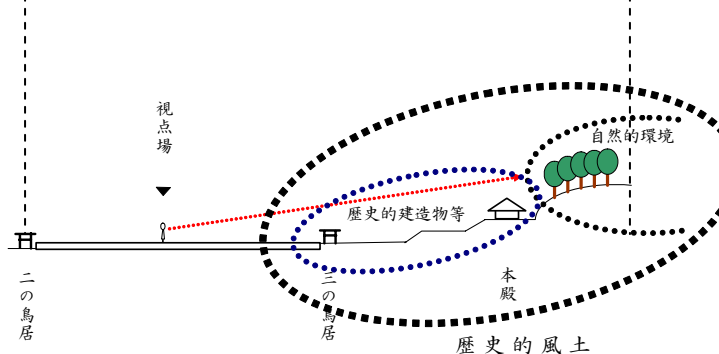 視点場
自然的環境
歴史的建造物等
二の鳥居
三の鳥居
本殿
歴史的風土